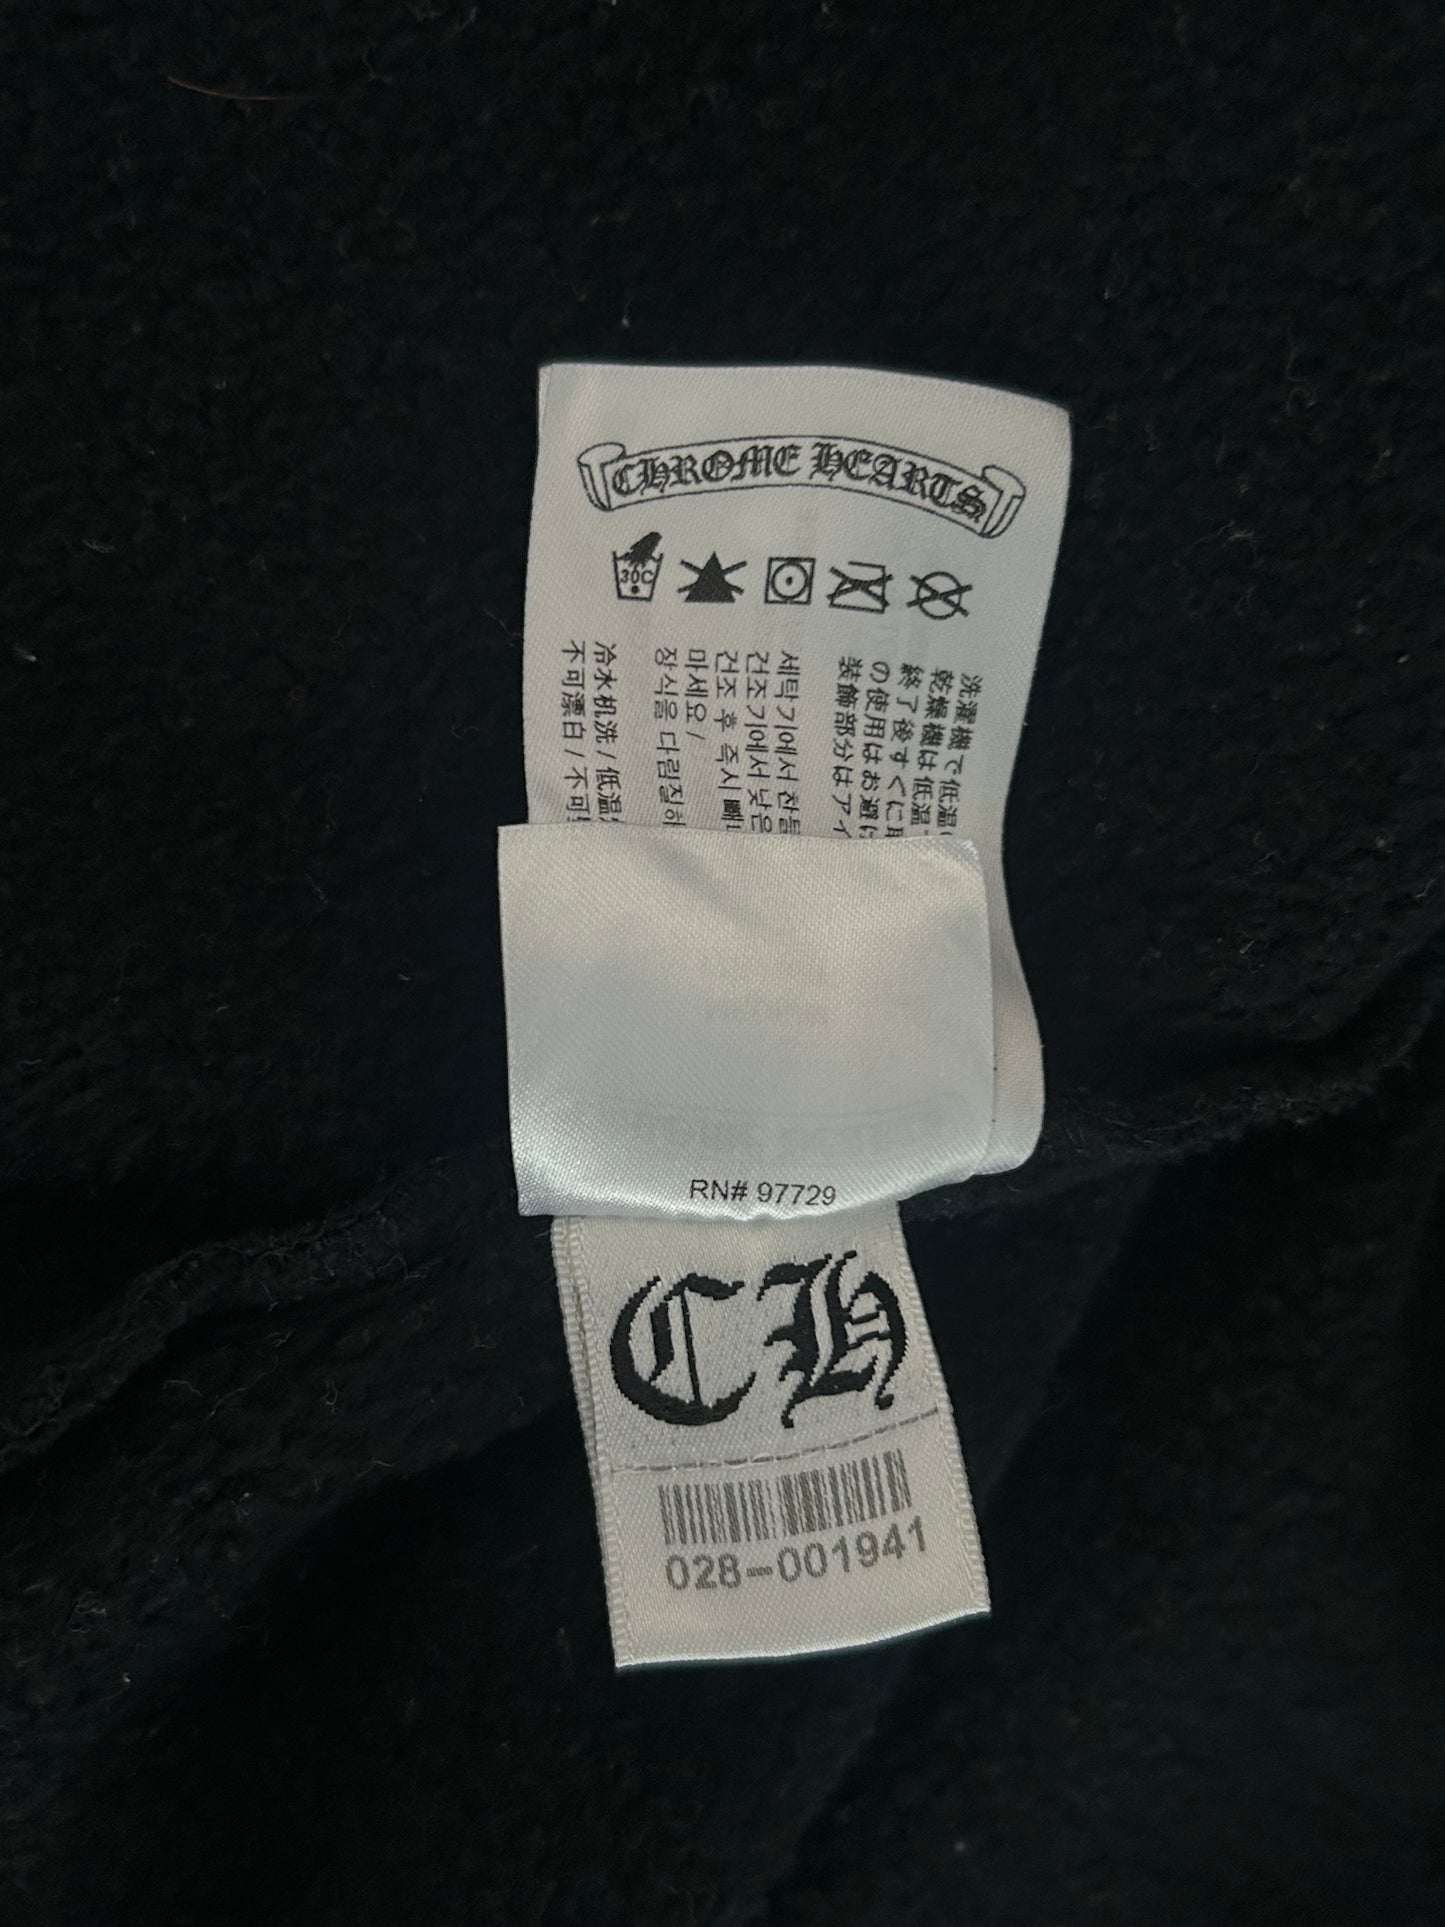 CHROME HEARTS
30C
洗濯機で低温
乾燥機は低温
終了後すぐに
の使用はお避
装飾部分はアイ
세탁기에서 찬
건조기에서 낮은
건조 후 즉시 빼
마세요 /
장식을 다림질하
冷水机洗 / 低温
不可漂白 / 不可
RN# 97729
CH
028-001941